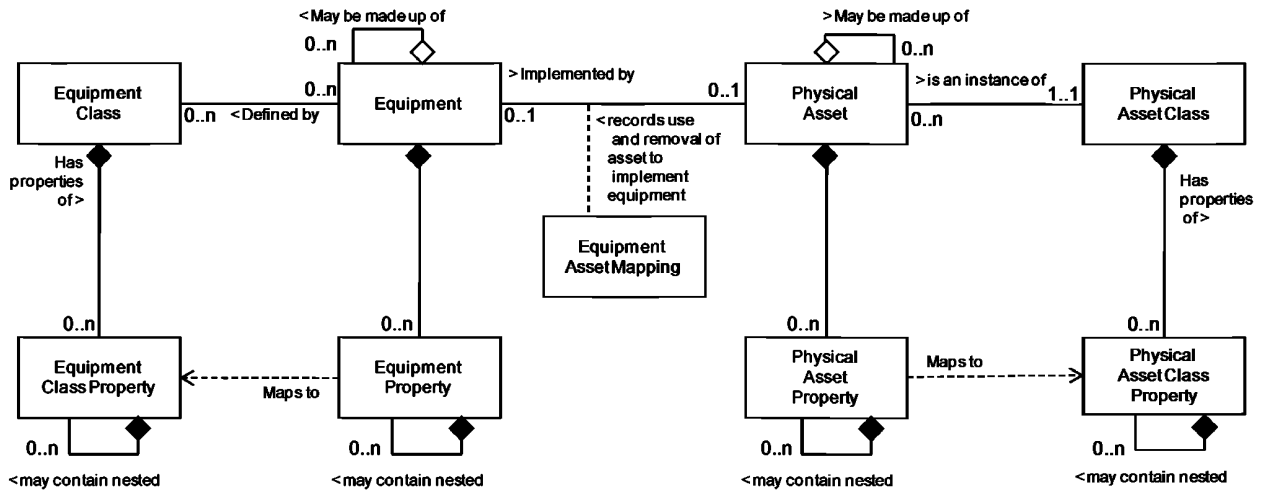 < May be made up of
0..n
> May be made up of
0..n
Equipment
Class
0..n
< Defined by
0..n
Equipment
> Implemented by
0..1
0..1
Physical
Asset
> is an instance of
0..n
1..1
Physical
Asset Class
< records use
and removal of
asset to
implement
equipment
Has
properties
of >
Has
properties
of >
Equipment
Asset Mapping
0..n
0..n
0..n
0..n
Equipment
Class Property
Maps to
Equipment
Property
Physical
Asset
Property
Maps to
Physical
Asset Class
Property
0..n
0..n
0..n
0..n
< may contain nested
< may contain nested
< may contain nested
< may contain nested